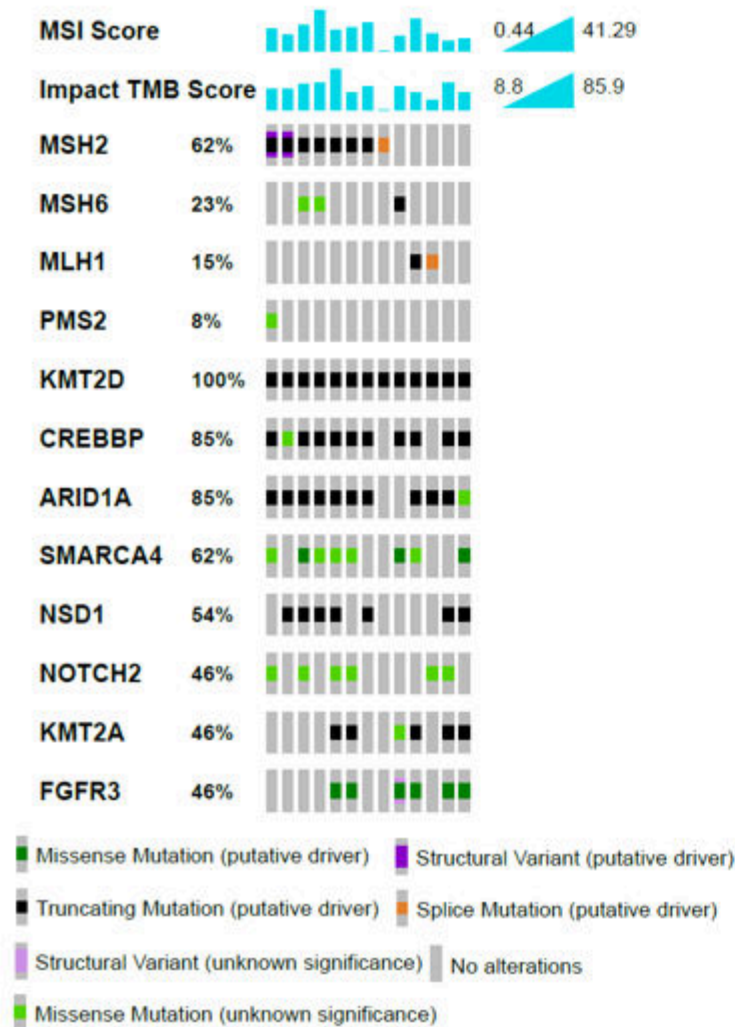 MSI Score 0.44 41.29
Impact TMB Score 8.8 85.9
MSH2 62%
MSH6 23%
MLH1 15%
PMS2 8%
KMT2D 100%
CREBBP 85%
ARID1A 85%
SMARCA4 62%
NSD1 54%
NOTCH2 46%
KMT2A 46%
FGFR3 46%
Missense Mutation (putative driver) Structural Variant (putative driver)
Truncating Mutation (putative driver) Splice Mutation (putative driver)
Structural Variant (unknown significance) No alterations
Missense Mutation (unknown significance)